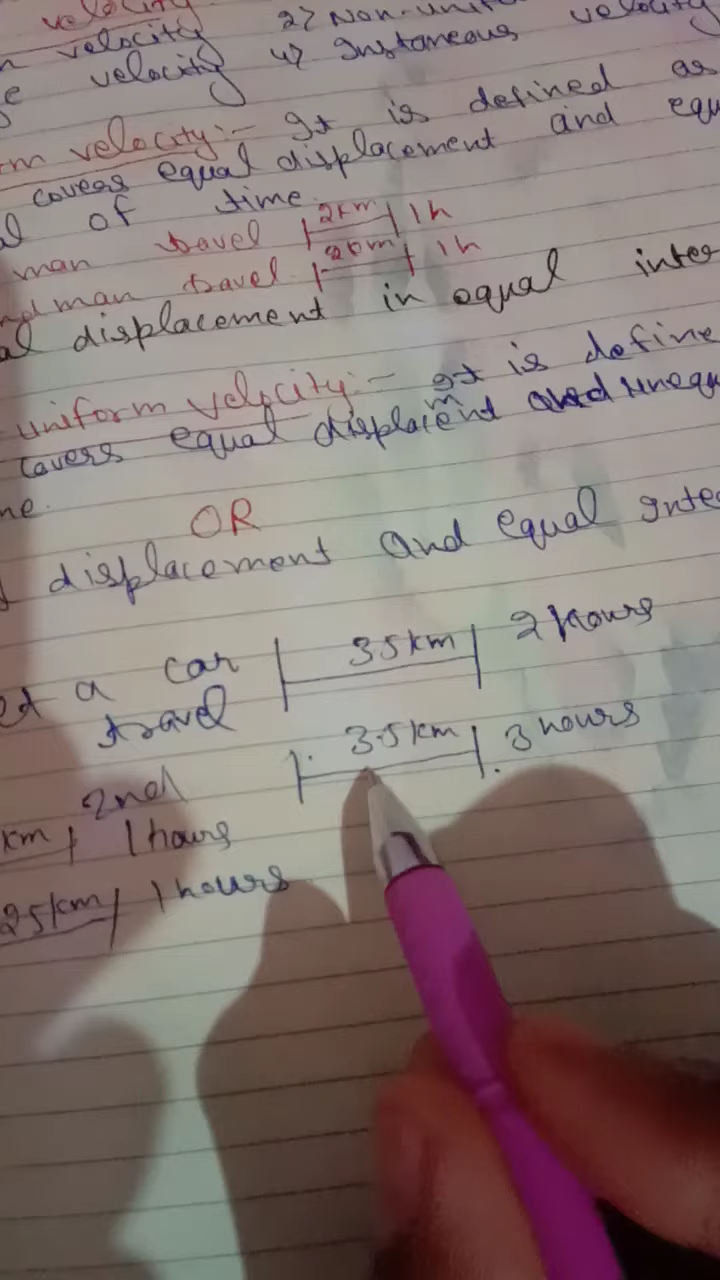 velocity
velocity 2) Non-uni
velocity 4) Instaneous velocity
velocity:- It is defined as
covers equal displacement and equ
of time.
man travel 2km 1h
man travel 2km 1h
displacement in equal inter
uniform velocity:- It is define
covers equal displacement and unequ
OR
displacement and equal inte
a car 35km 2 hours
travel
2nd 35km 3 hours
km 1 hours
25km 1 hours